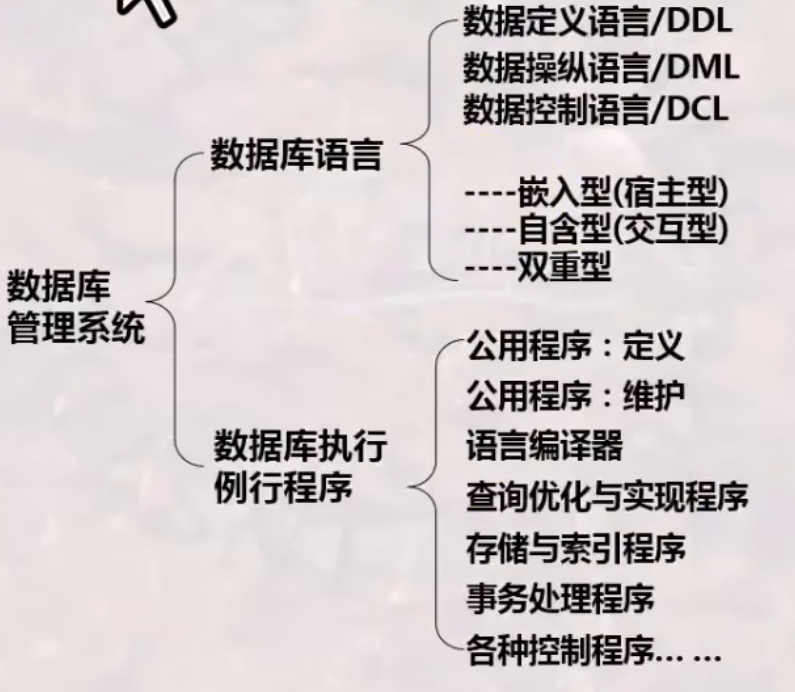 数据定义语言/DDL
数据操纵语言/DML
数据控制语言/DCL
数据库语言
----嵌入型(宿主型)
----自含型(交互型)
----双重型
数据库
管理系统
公用程序：定义
公用程序：维护
数据库执行
例行程序
语言编译器
查询优化与实现程序
存储与索引程序
事务处理程序
各种控制程序... ...